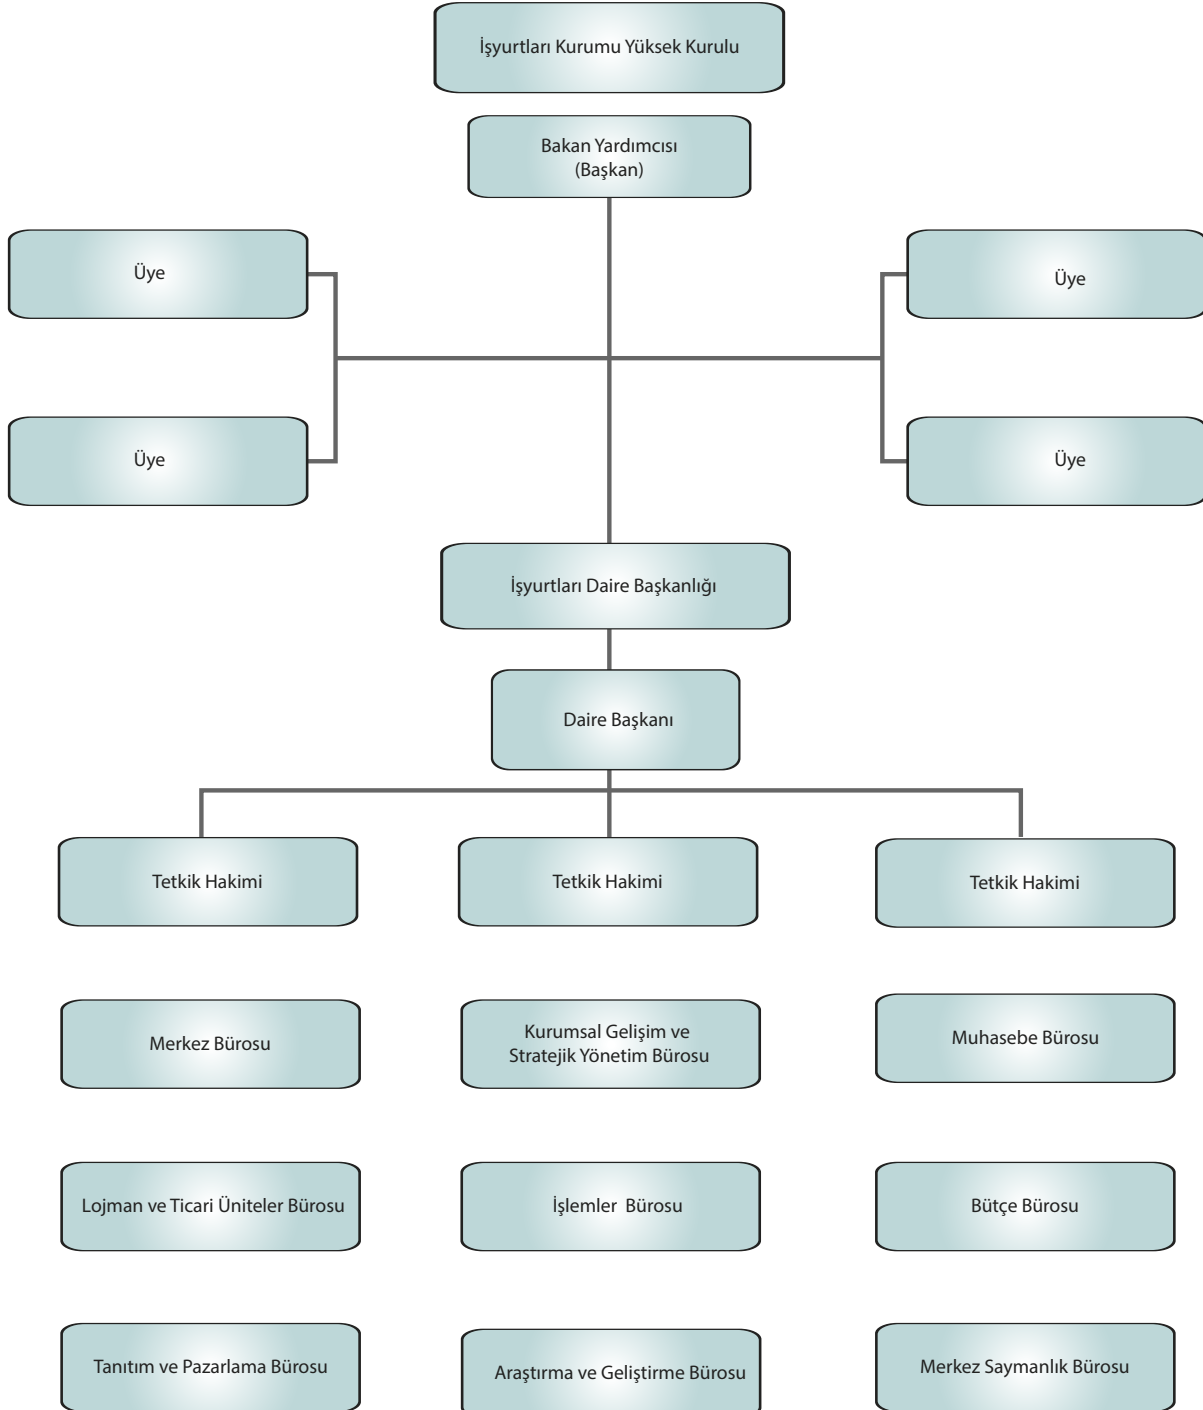 İşyurtları Kurumu Yüksek Kurulu
Bakan Yardımcısı
(Başkan)
Üye
Üye
Üye
Üye
İşyurtları Daire Başkanlığı
Daire Başkanı
Tetkik Hakimi
Tetkik Hakimi
Tetkik Hakimi
Merkez Bürosu
Kurumsal Gelişim ve
Stratejik Yönetim Bürosu
Muhasebe Bürosu
Lojman ve Ticari Üniteler Bürosu
İşlemler Bürosu
Bütçe Bürosu
Tanıtım ve Pazarlama Bürosu
Araştırma ve Geliştirme Bürosu
Merkez Saymanlık Bürosu